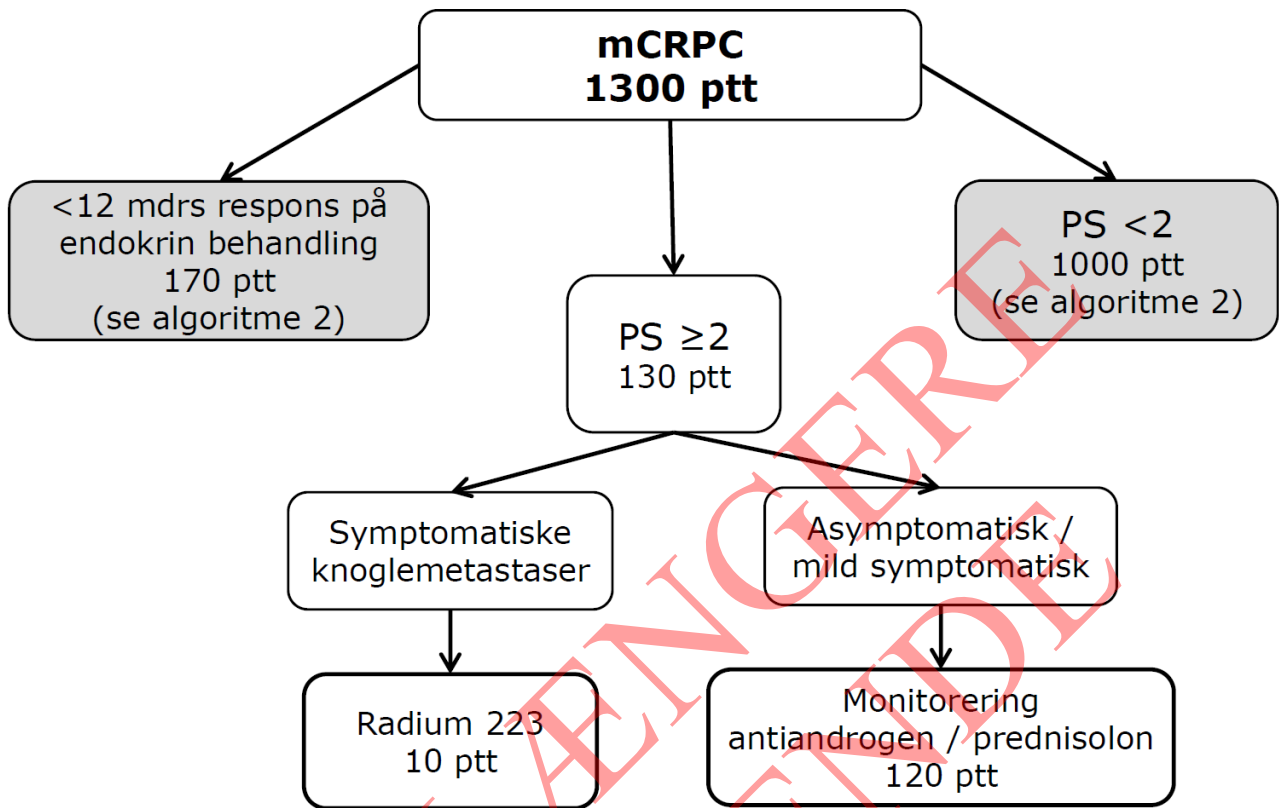 mCRPC
1300 ptt
<12 mdrs respons på
endokrin behandling
170 ptt
(se algoritme 2)
PS ≥2
130 ptt
PS <2
1000 ptt
(se algoritme 2)
Symptomatiske
knoglemetastaser
Asymptomatisk /
mild symptomatisk
Radium 223
10 ptt
Monitorering
antiandrogen / prednisolon
120 ptt
ÆNGERE
ENDE